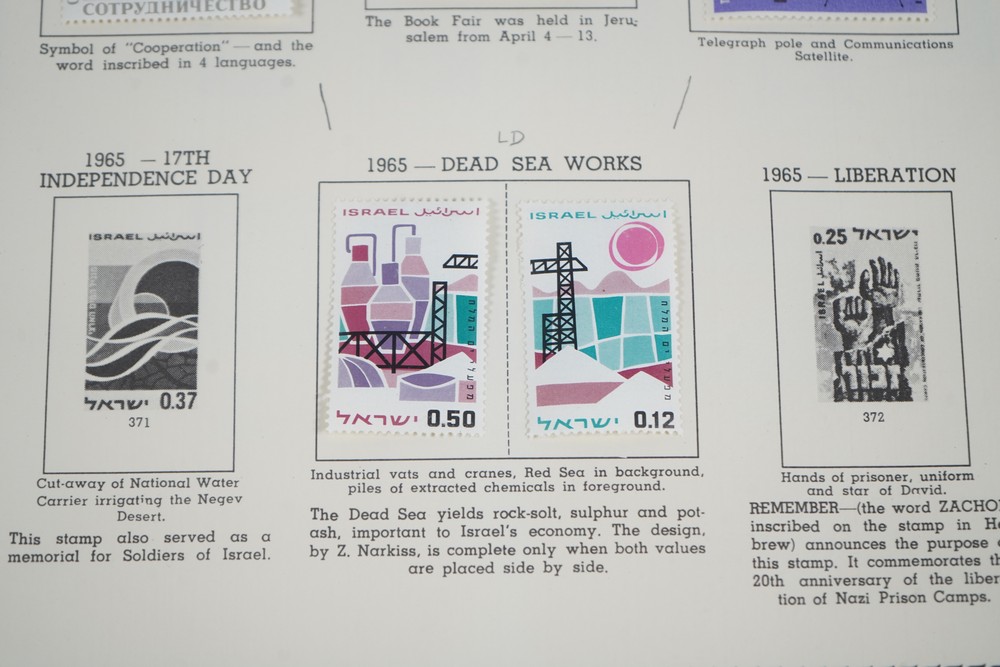 СОТРУДНИЧЕСТВО
Symbol of "Cooperation" — and the
word inscribed in 4 languages.
The Book Fair was held in Jeru-
salem from April 4 — 13.
Telegraph pole and Communications
Satellite.
LD
1965 — 17TH
INDEPENDENCE DAY
ISRAEL اسرائيل
ישראל 0.37
371
Cut-away of National Water
Carrier irrigating the Negev
Desert.
This stamp also served as a
memorial for Soldiers of Israel.
1965 — DEAD SEA WORKS
ISRAEL اسرائيل
ישראל 0.50
ISRAEL اسرائيل
ישראל 0.12
Industrial vats and cranes, Red Sea in background,
piles of extracted chemicals in foreground.
The Dead Sea yields rock-solt, sulphur and pot-
ash, important to Israel's economy. The design,
by Z. Narkiss, is complete only when both values
are placed side by side.
1965 — LIBERATION
0.25 ישראל
ISRAEL اسرائيل
זכור
372
Hands of prisoner, uniform
and star of David.
REMEMBER—(the word ZACHO
inscribed on the stamp in He
brew) announces the purpose
this stamp. It commemorates th
20th anniversary of the liber
tion of Nazi Prison Camps.